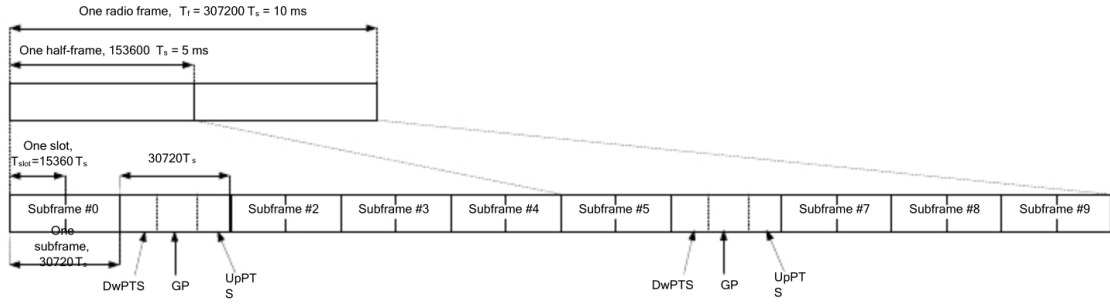 One radio frame, Tf = 307200 Ts = 10 ms
One half-frame, 153600 Ts = 5 ms
One slot,
Tslot=15360 Ts
30720Ts
Subframe #0
Subframe #2
Subframe #3
Subframe #4
Subframe #5
Subframe #7
Subframe #8
Subframe #9
One
subframe,
30720Ts
DwPTS
GP
UpPT
S
DwPTS
GP
UpPT
S